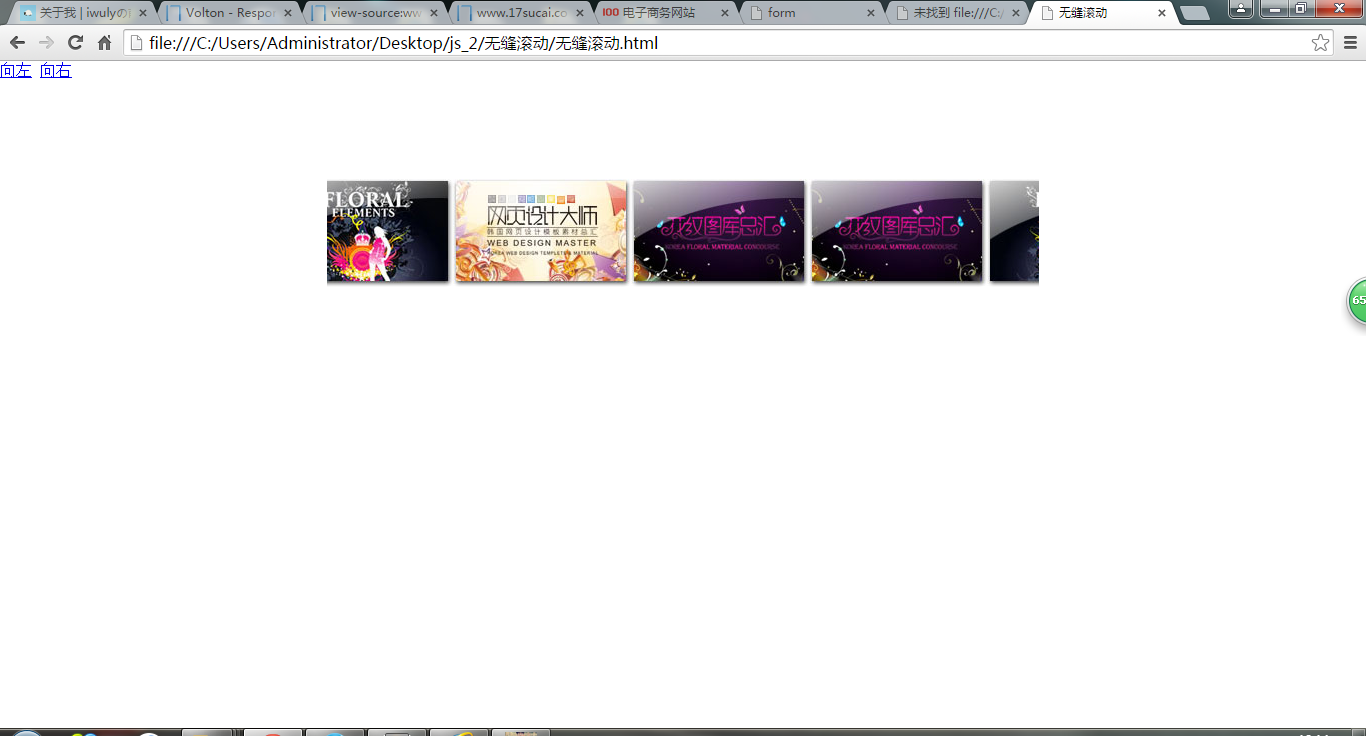 关于我 | iwulyの
Volton - Respo
view-source:ww
www.17sucai.co
100 电子商务网站
form
未找到 file:///C:/
无缝滚动
file:///C:/Users/Administrator/Desktop/js_2/无缝滚动/无缝滚动.html
向左 向右
FLORAL
ELEMENTS
网页设计大师
韩国网页设计模板素材总汇
WEB DESIGN MASTER
KOREA WEB DESIGN TEMPLETE & MATERIAL
花纹图库总汇
KOREA FLORAL MATERIAL CONCOURSE
花纹图库总汇
KOREA FLORAL MATERIAL CONCOURSE
65